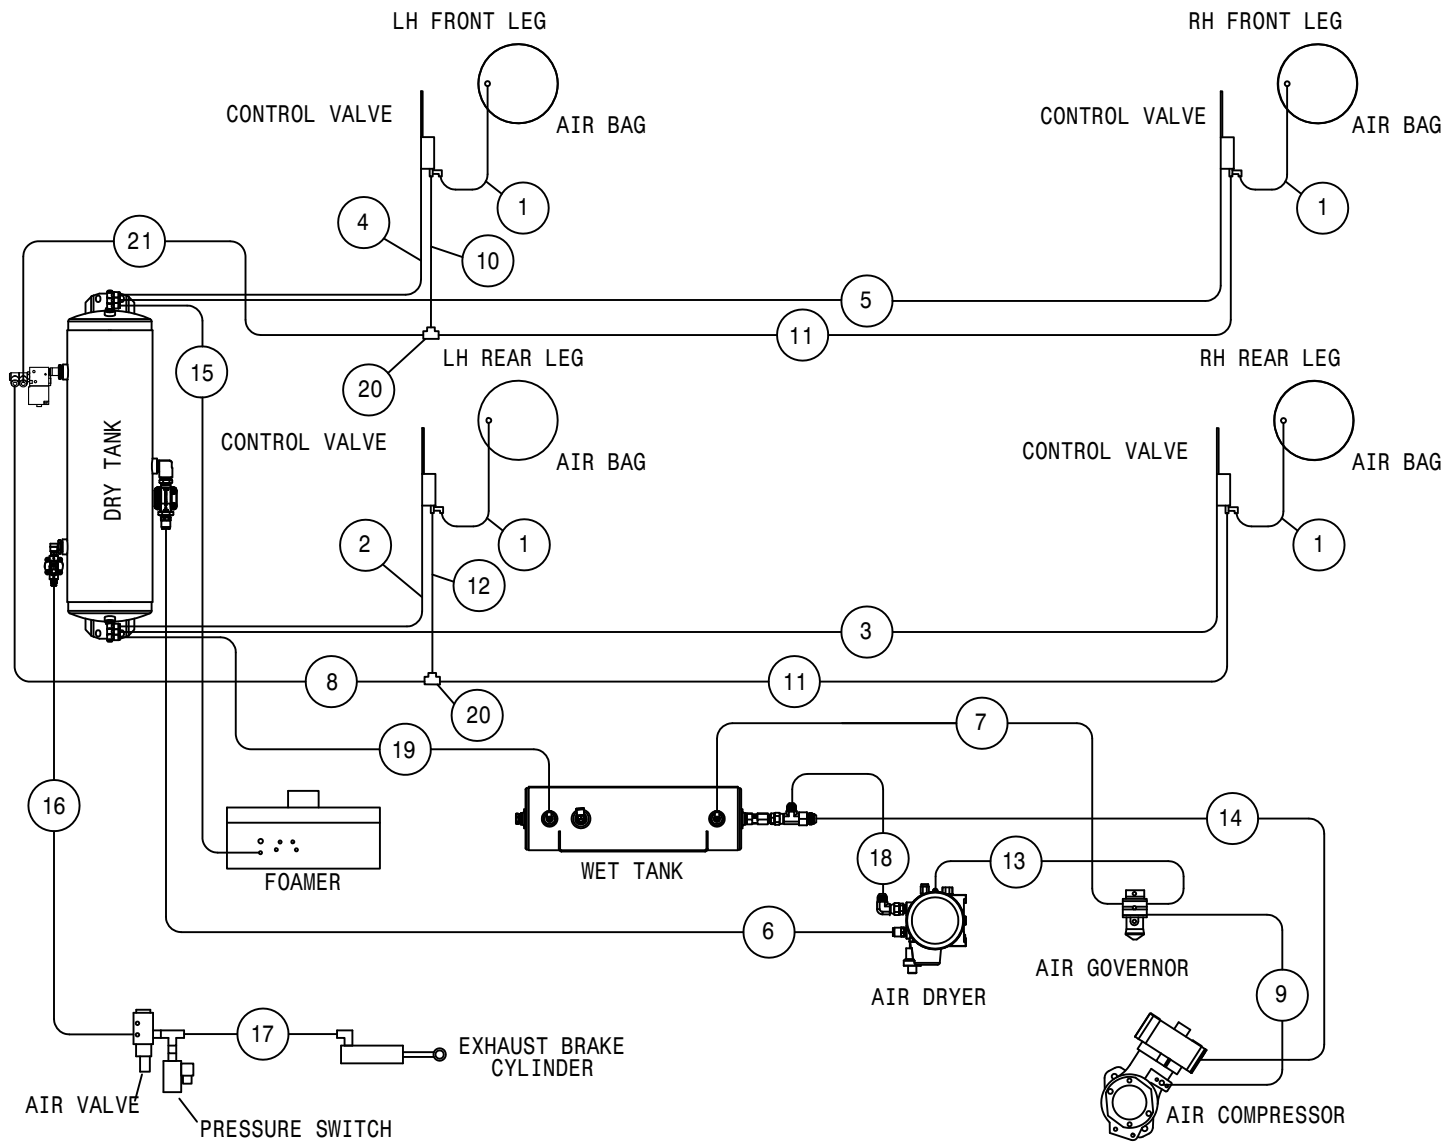 LH FRONT LEG
RH FRONT LEG
CONTROL VALVE
AIR BAG
CONTROL VALVE
AIR BAG
1
1
4
21
10
5
11
LH REAR LEG
RH REAR LEG
15
20
CONTROL VALVE
AIR BAG
CONTROL VALVE
AIR BAG
DRY TANK
2
1
1
12
3
8
11
20
7
19
16
14
18
13
WET TANK
FOAMER
6
AIR GOVERNOR
AIR DRYER
9
17
EXHAUST BRAKE
CYLINDER
AIR VALVE
PRESSURE SWITCH
AIR COMPRESSOR